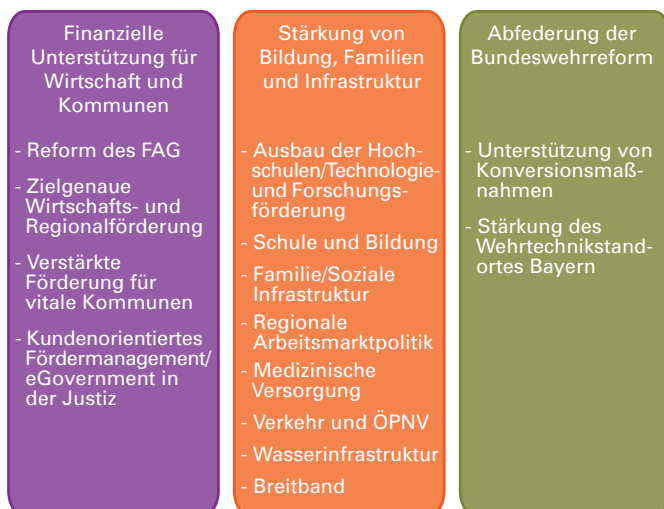 Finanzielle
Unterstützung für
Wirtschaft und
Kommunen
- Reform des FAG
- Zielgenaue
Wirtschafts- und
Regionalförderung
- Verstärkte
Förderung für
vitale Kommunen
- Kundenorientiertes
Fördermanagement/
eGovernment in
der Justiz
Stärkung von
Bildung, Familien
und Infrastruktur
- Ausbau der Hoch-
schulen/Technologie-
und Forschungs-
förderung
- Schule und Bildung
- Familie/Soziale
Infrastruktur
- Regionale
Arbeitsmarktpolitik
- Medizinische
Versorgung
- Verkehr und ÖPNV
- Wasserinfrastruktur
- Breitband
Abfederung der
Bundeswehrreform
- Unterstützung von
Konversionsmaß-
nahmen
- Stärkung des
Wehrtechnikstand-
ortes Bayern